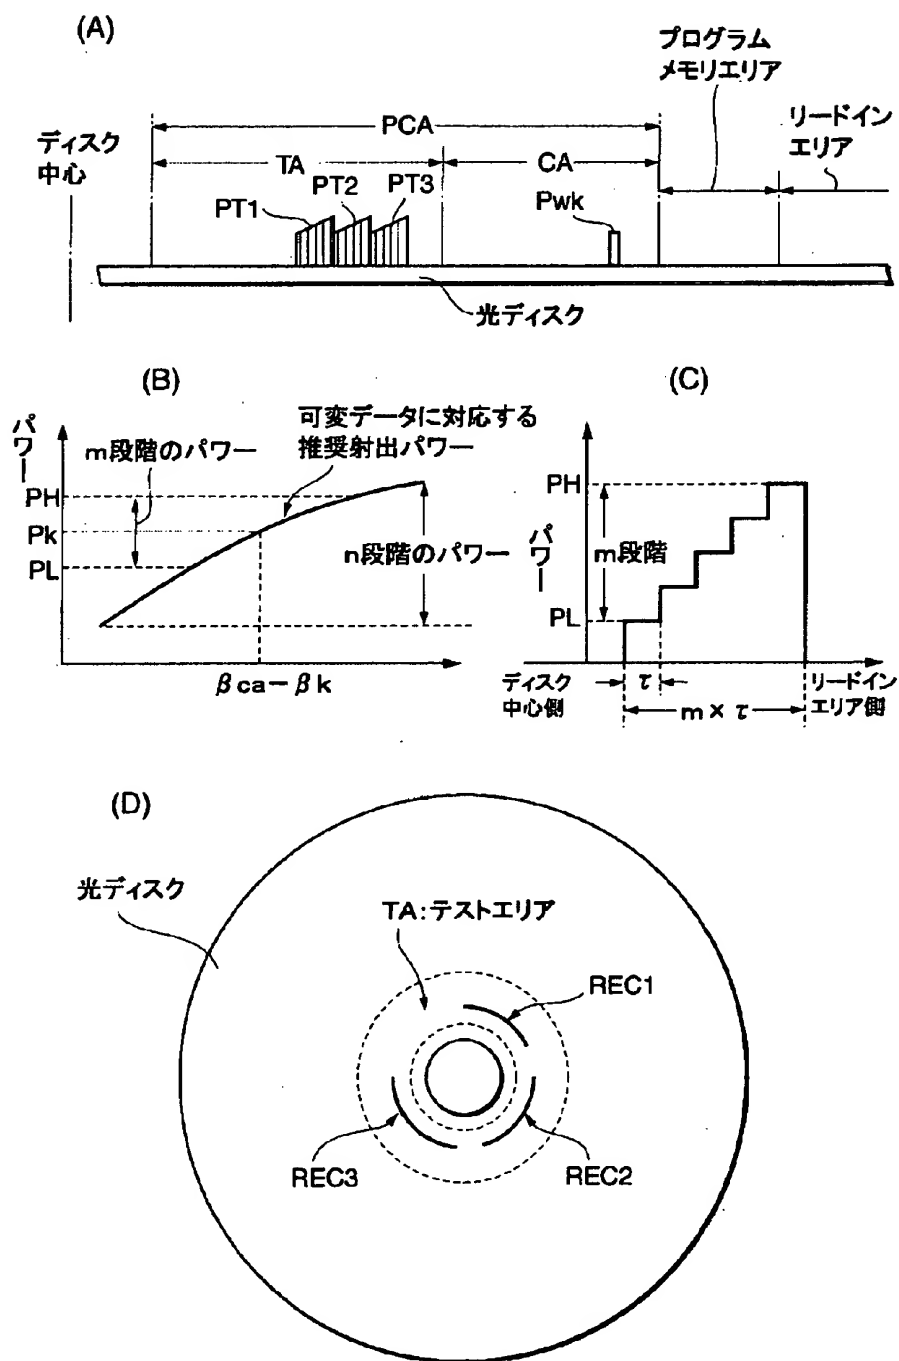 (A)
プログラム
メモリエリア
リードイン
エリア
ディスク
中心
PCA
TA
CA
PT1
PT2
PT3
Pwk
光ディスク
(B)
パワー
m段階のパワー
可変データに対応する
推奨射出パワー
PH
Pk
PL
n段階のパワー
βca−βk
(C)
PH
パワー
m段階
PL
ディスク
中心側
τ
リードイン
エリア側
m×τ
(D)
光ディスク
TA:テストエリア
REC1
REC3
REC2